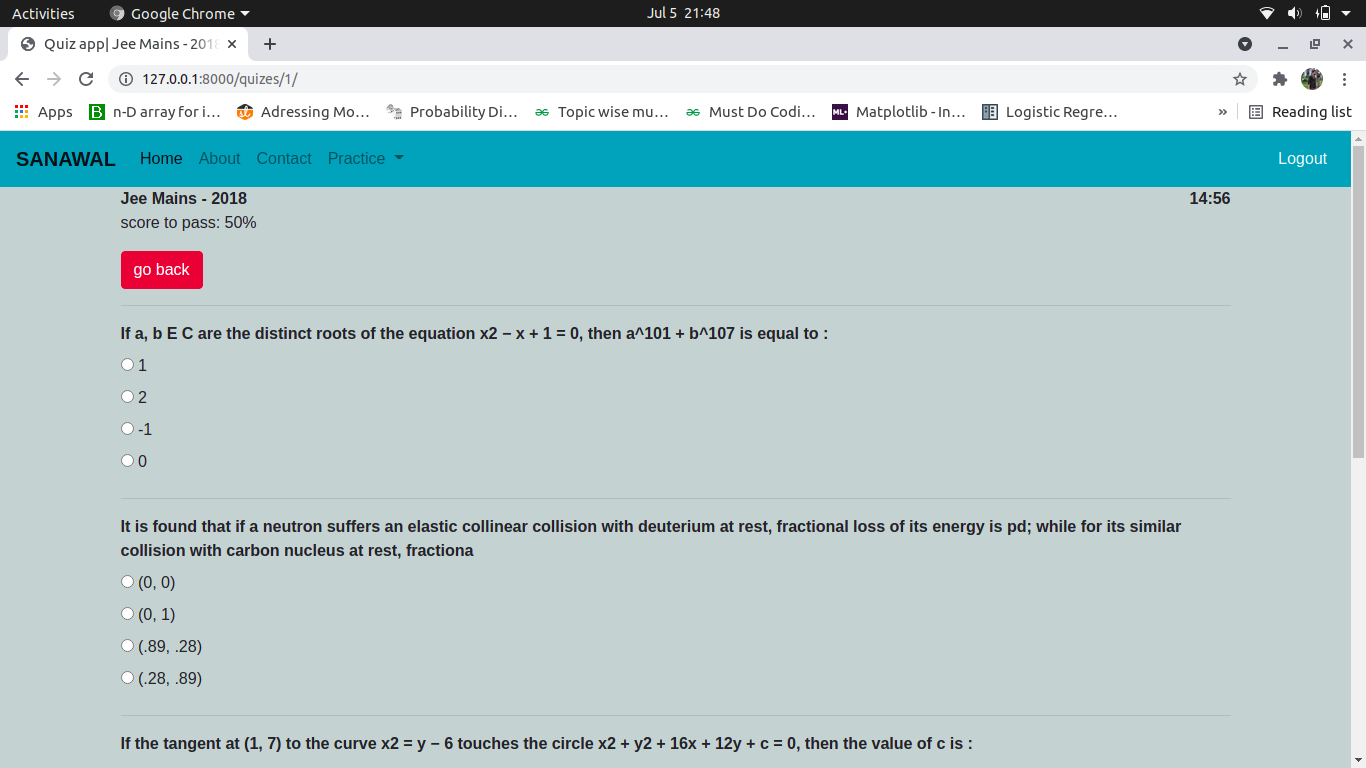 Activities Google Chrome Jul 5 21:48
Quiz app| Jee Mains - 2018
127.0.0.1:8000/quizes/1/
Apps n-D array for i... Adressing Mo... Probability Di... Topic wise mu... Must Do Codi... ML+ Matplotlib - In... Logistic Regre... » Reading list
SANAWAL Home About Contact Practice Logout
Jee Mains - 2018 14:56
score to pass: 50%
go back
If a, b E C are the distinct roots of the equation x2 − x + 1 = 0, then a^101 + b^107 is equal to :
1
2
-1
0
It is found that if a neutron suffers an elastic collinear collision with deuterium at rest, fractional loss of its energy is pd; while for its similar
collision with carbon nucleus at rest, fractiona
(0, 0)
(0, 1)
(.89, .28)
(.28, .89)
If the tangent at (1, 7) to the curve x2 = y − 6 touches the circle x2 + y2 + 16x + 12y + c = 0, then the value of c is :